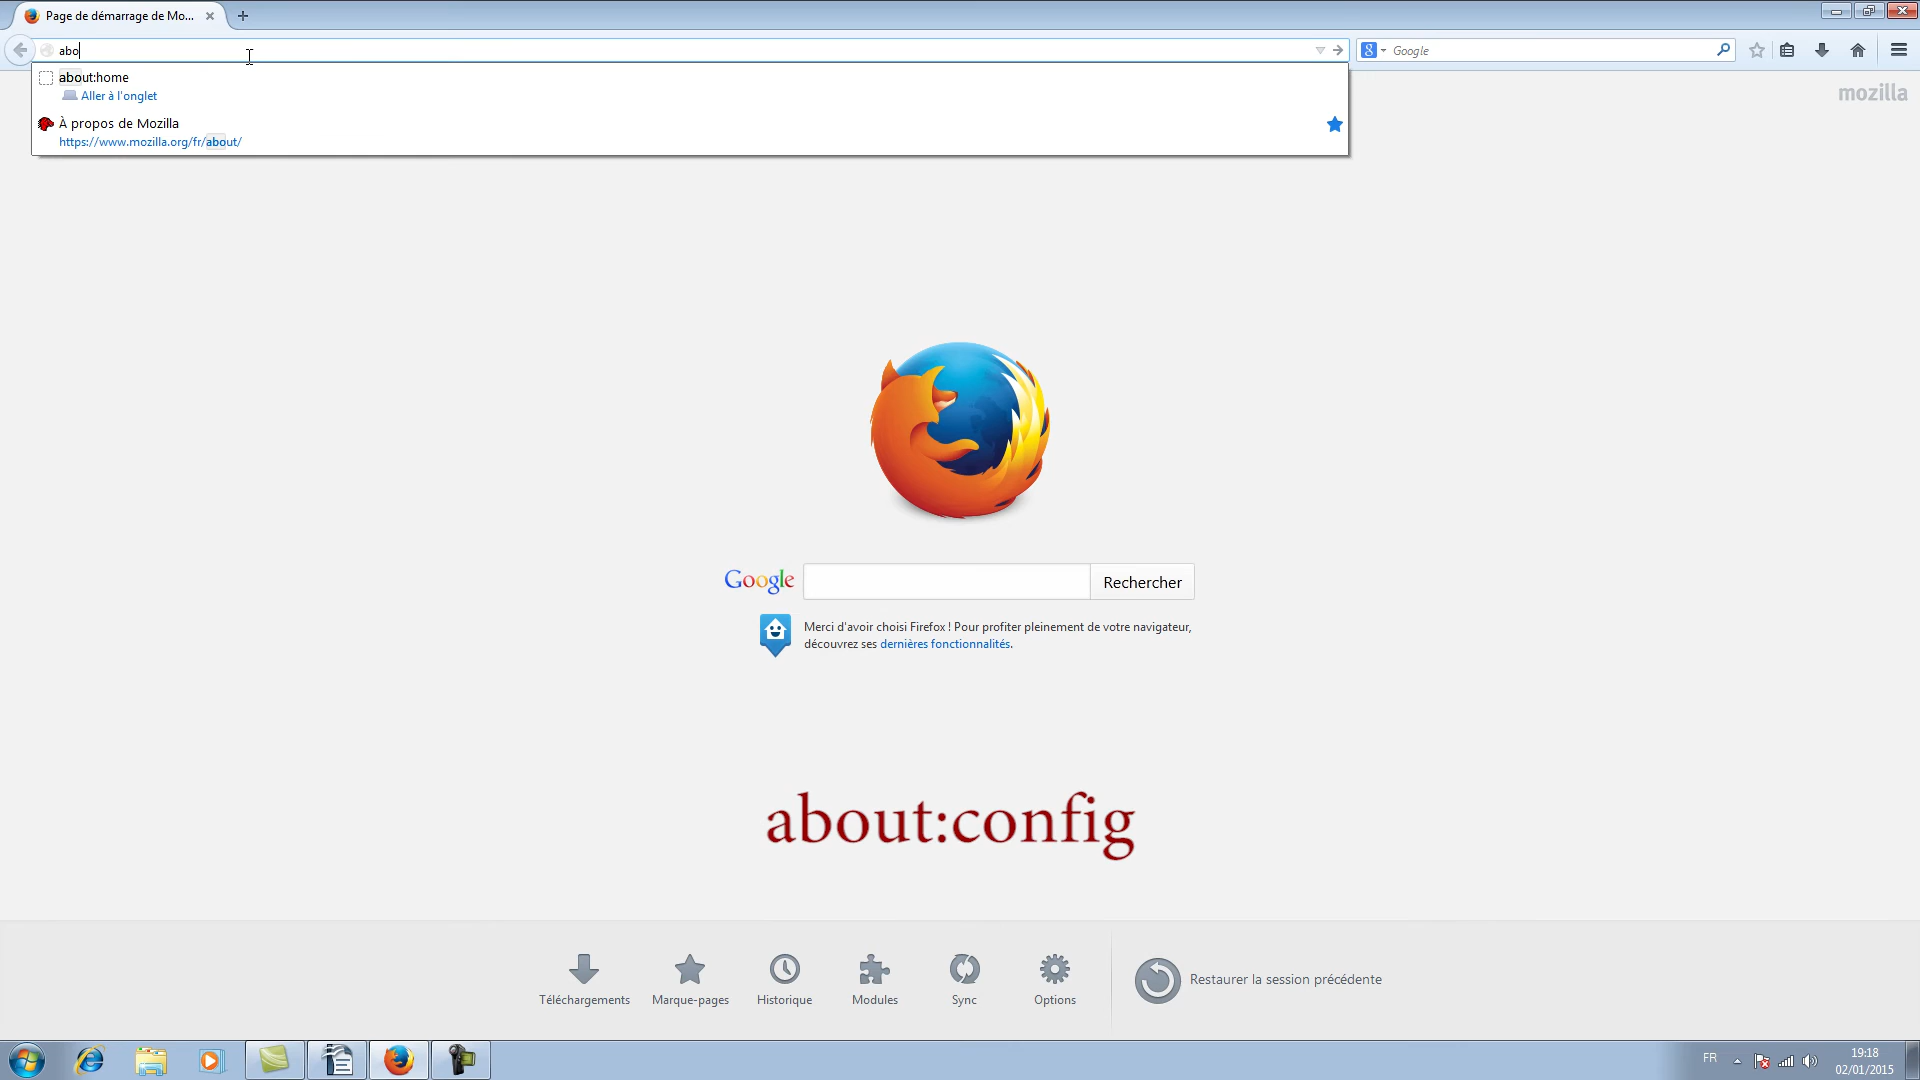 Page de démarrage de Mo...
abo
Google
about:home
Aller à l'onglet
À propos de Mozilla
https://www.mozilla.org/fr/about/
mozilla
Google
Rechercher
Merci d'avoir choisi Firefox ! Pour profiter pleinement de votre navigateur,
découvrez ses dernières fonctionnalités.
about:config
Téléchargements
Marque-pages
Historique
Modules
Sync
Options
Restaurer la session précédente
FR
19:18
02/01/2015